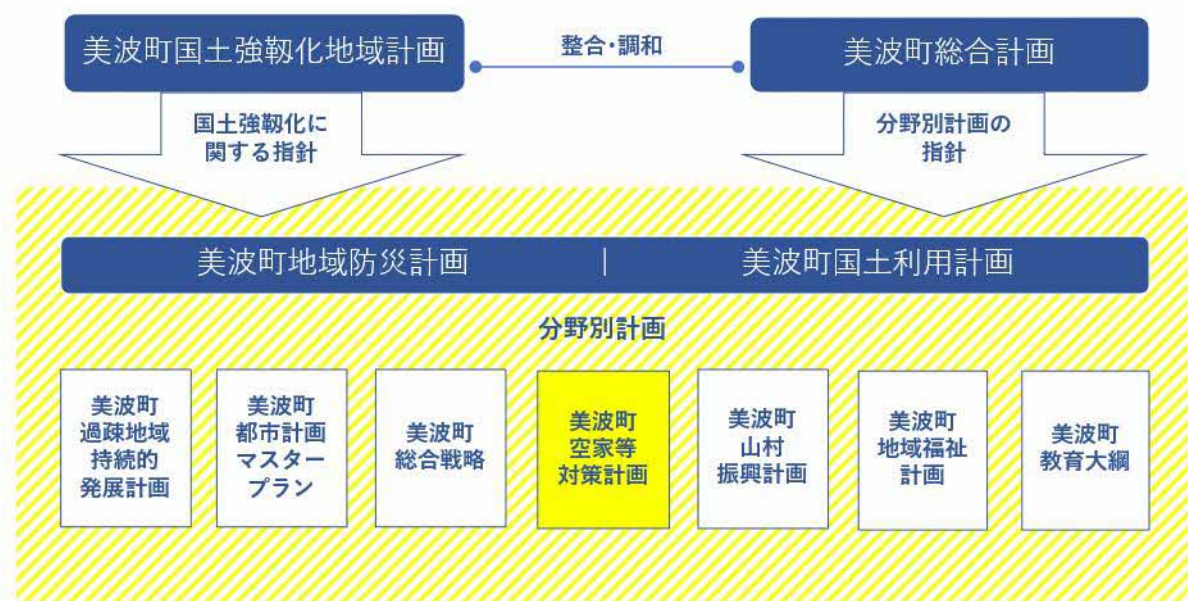 美波町国土強靱化地域計画
整合・調和
美波町総合計画
国土強靱化に
関する指針
分野別計画の
指針
美波町地域防災計画 | 美波町国土利用計画
分野別計画
美波町
過疎地域
持続的
発展計画
美波町
都市計画
マスター
プラン
美波町
総合戦略
美波町
空家等
対策計画
美波町
山村
振興計画
美波町
地域福祉
計画
美波町
教育大綱